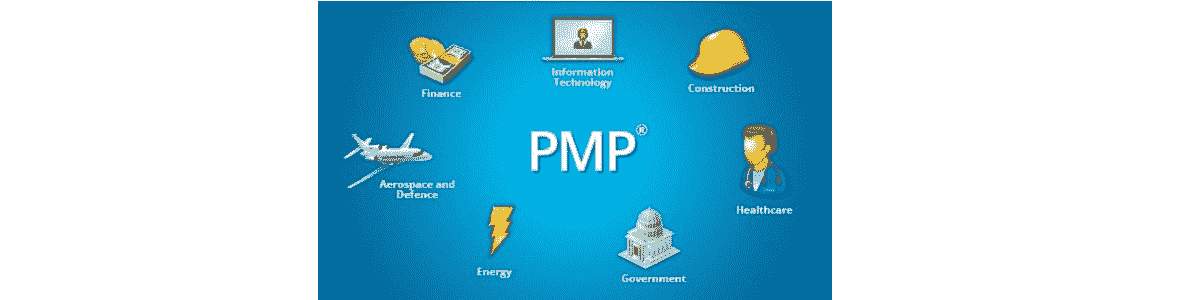 Information
Technology
Finance
Construction
PMP®
Aerospace and
Defence
Healthcare
Energy
Government